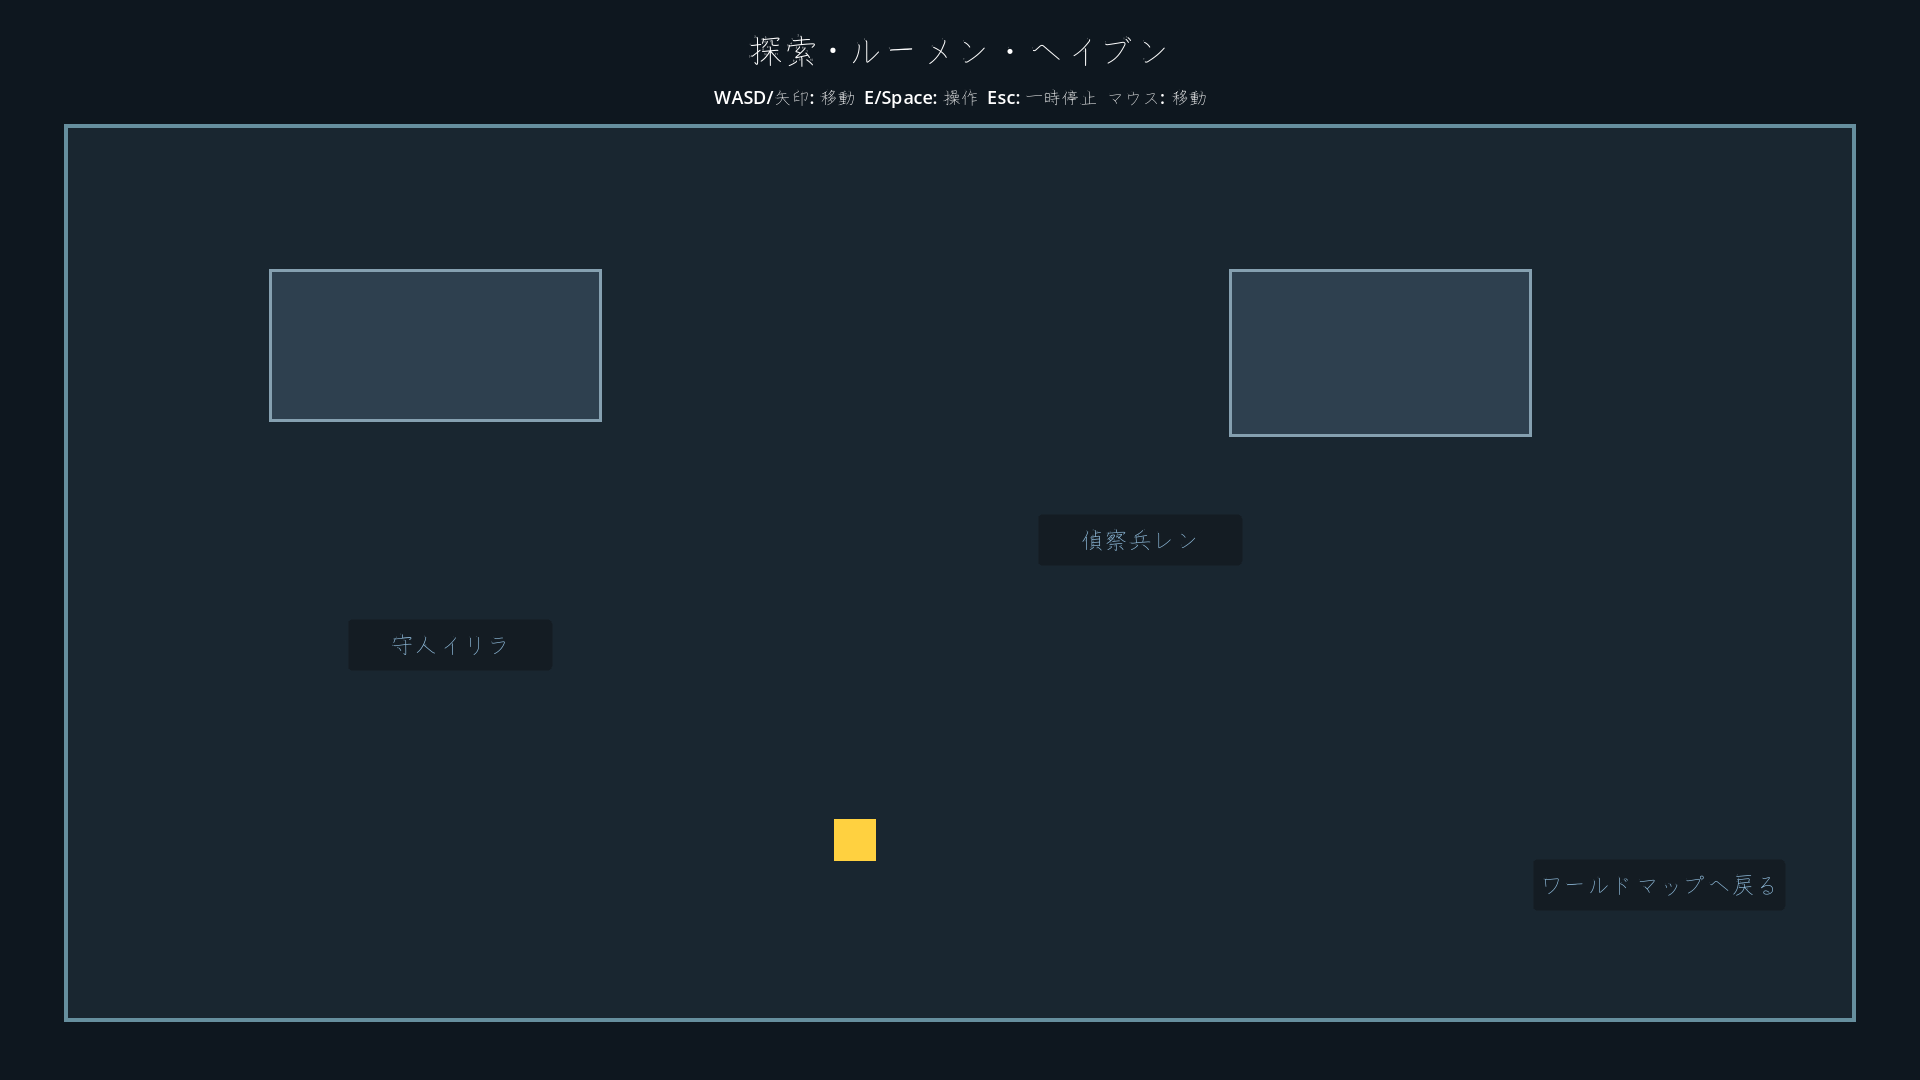 探索・ルーメン・ヘイブン
WASD/矢印: 移動 E/Space: 操作 Esc: 一時停止 マウス: 移動
偵察兵レン
守人イリラ
ワールドマップへ戻る